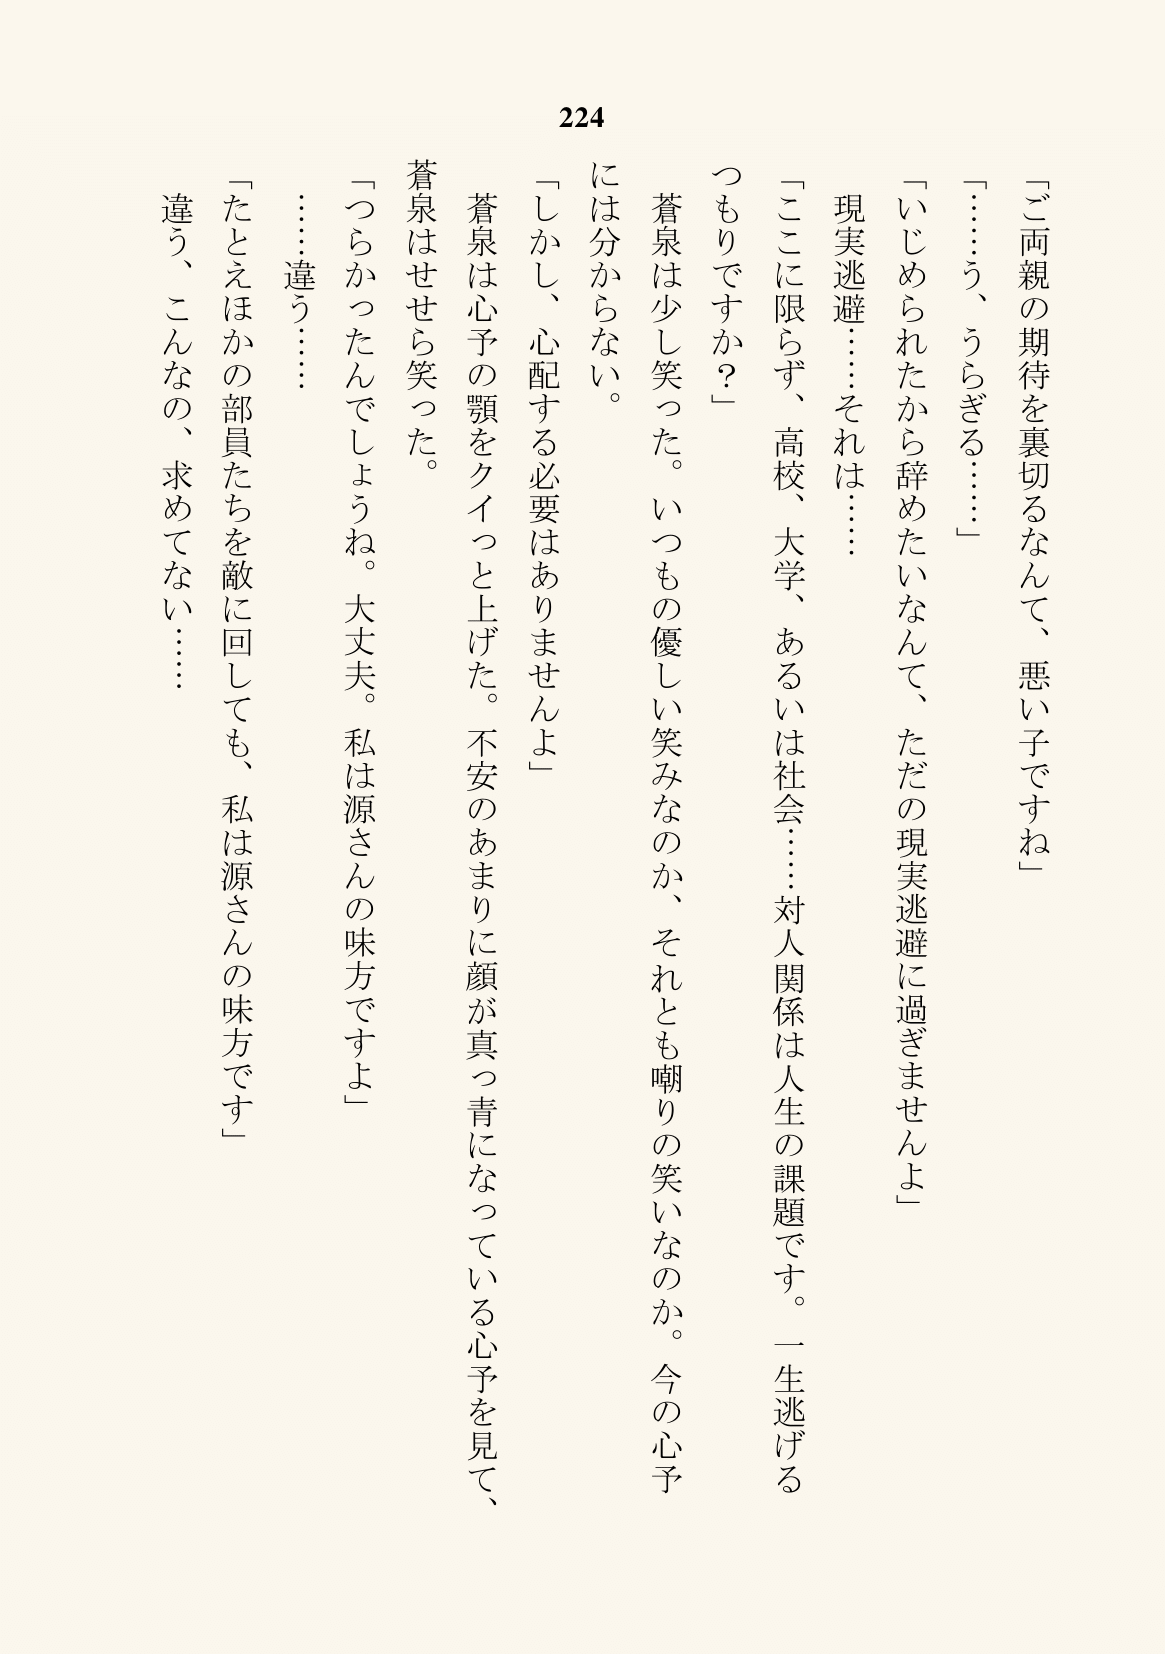 224
「ご両親の期待を裏切るなんて、悪い子ですね」
「……う、うらぎる……」
「いじめられたから辞めたいなんて、ただの現実逃避に過ぎませんよ」
　現実逃避……それは……
「ここに限らず、高校、大学、あるいは社会……対人関係は人生の課題です。一生逃げる
つもりですか？」
　蒼泉は少し笑った。いつもの優しい笑みなのか、それとも嘲りの笑いなのか。今の心予
には分からない。
「しかし、心配する必要はありませんよ」
　蒼泉は心予の顎をクイっと上げた。不安のあまりに顔が真っ青になっている心予を見て、
蒼泉はせせら笑った。
「つらかったんでしょうね。大丈夫。私は源さんの味方ですよ」
　……違う……
「たとえほかの部員たちを敵に回しても、私は源さんの味方です」
　違う、こんなの、求めてない……